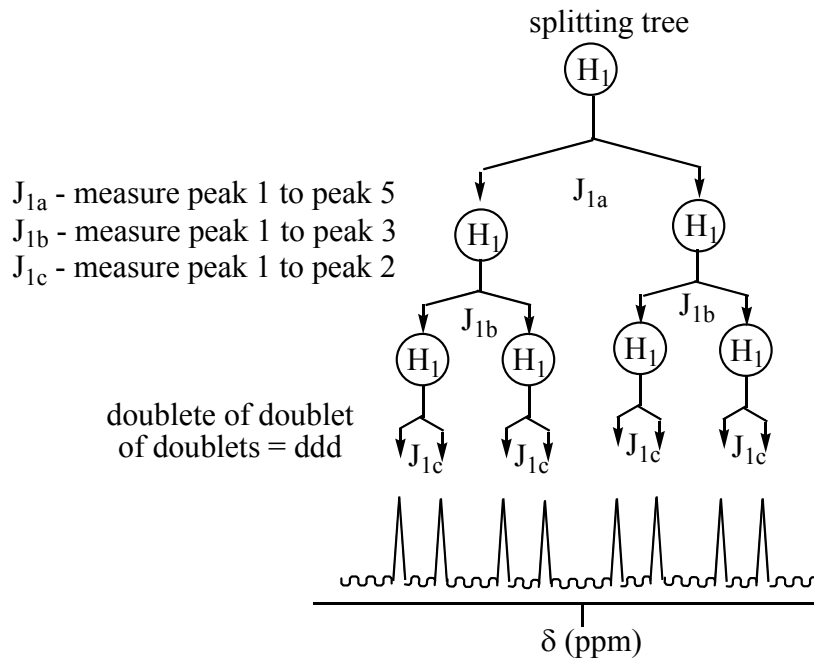 splitting tree
H₁
J₁ₐ - measure peak 1 to peak 5
J₁ₐ
J₁b - measure peak 1 to peak 3
H₁ H₁
J₁c - measure peak 1 to peak 2
J₁b J₁b
H₁ H₁ H₁ H₁
doublete of doublet
of doublets = ddd
J₁c J₁c J₁c J₁c
δ (ppm)